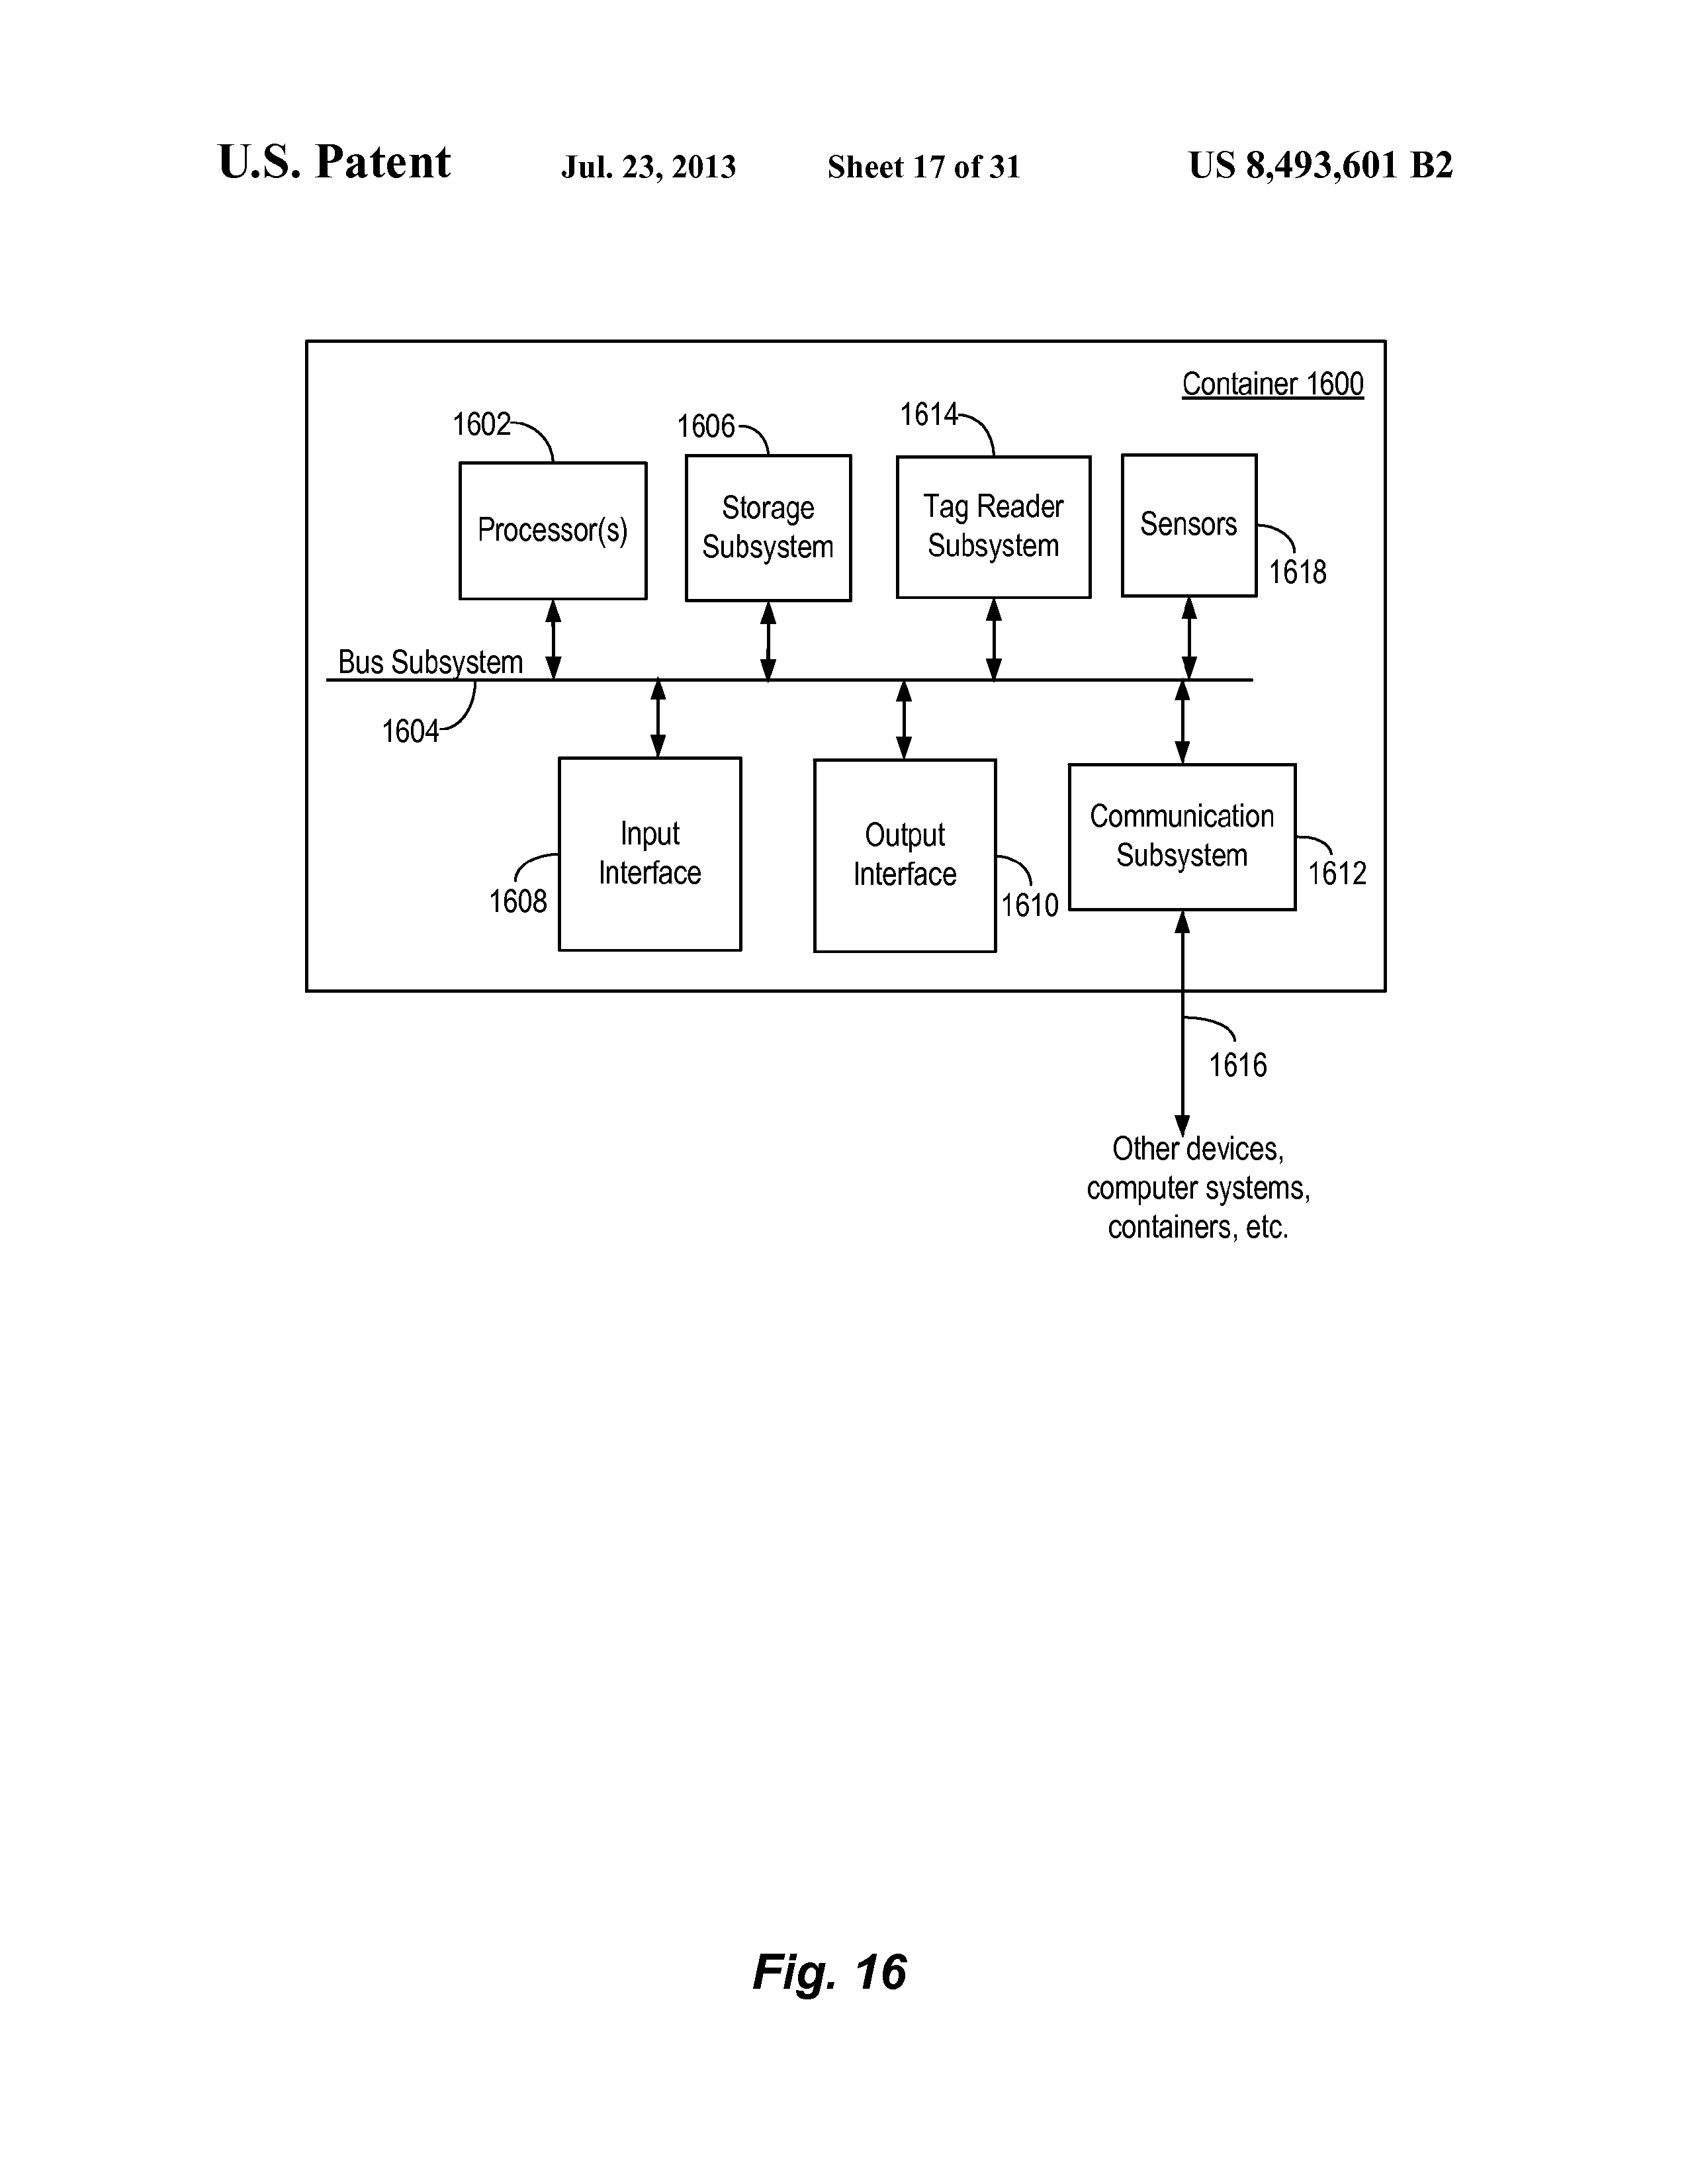 U.S. Patent Jul. 23, 2013 Sheet 17 of 31 US 8,493,601 B2
Container 1600
1602
1606
1614
Processor(s)
Storage
Subsystem
Tag Reader
Subsystem
Sensors
1618
Bus Subsystem
1604
Input
Interface
1608
Output
Interface
1610
Communication
Subsystem
1612
1616
Other devices,
computer systems,
containers, etc.
Fig. 16